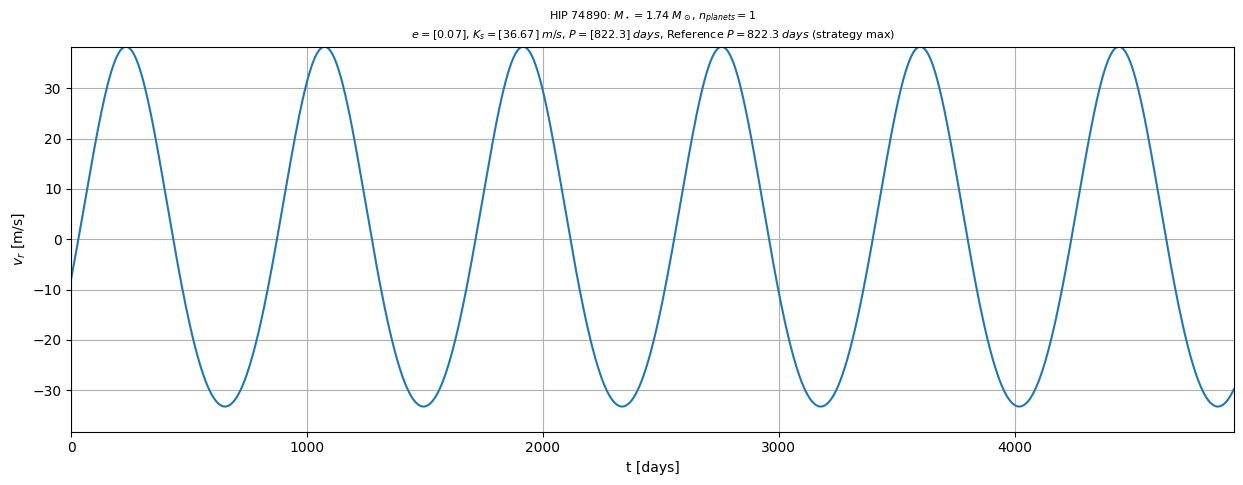 HIP 74890: M⋆ = 1.74 M⊙, nplanets = 1
e = [0.07], Ks = [36.67] m/s, P = [822.3] days, Reference P = 822.3 days (strategy max)
30
20
10
0
−10
−20
−30
vr [m/s]
0 1000 2000 3000 4000
t [days]